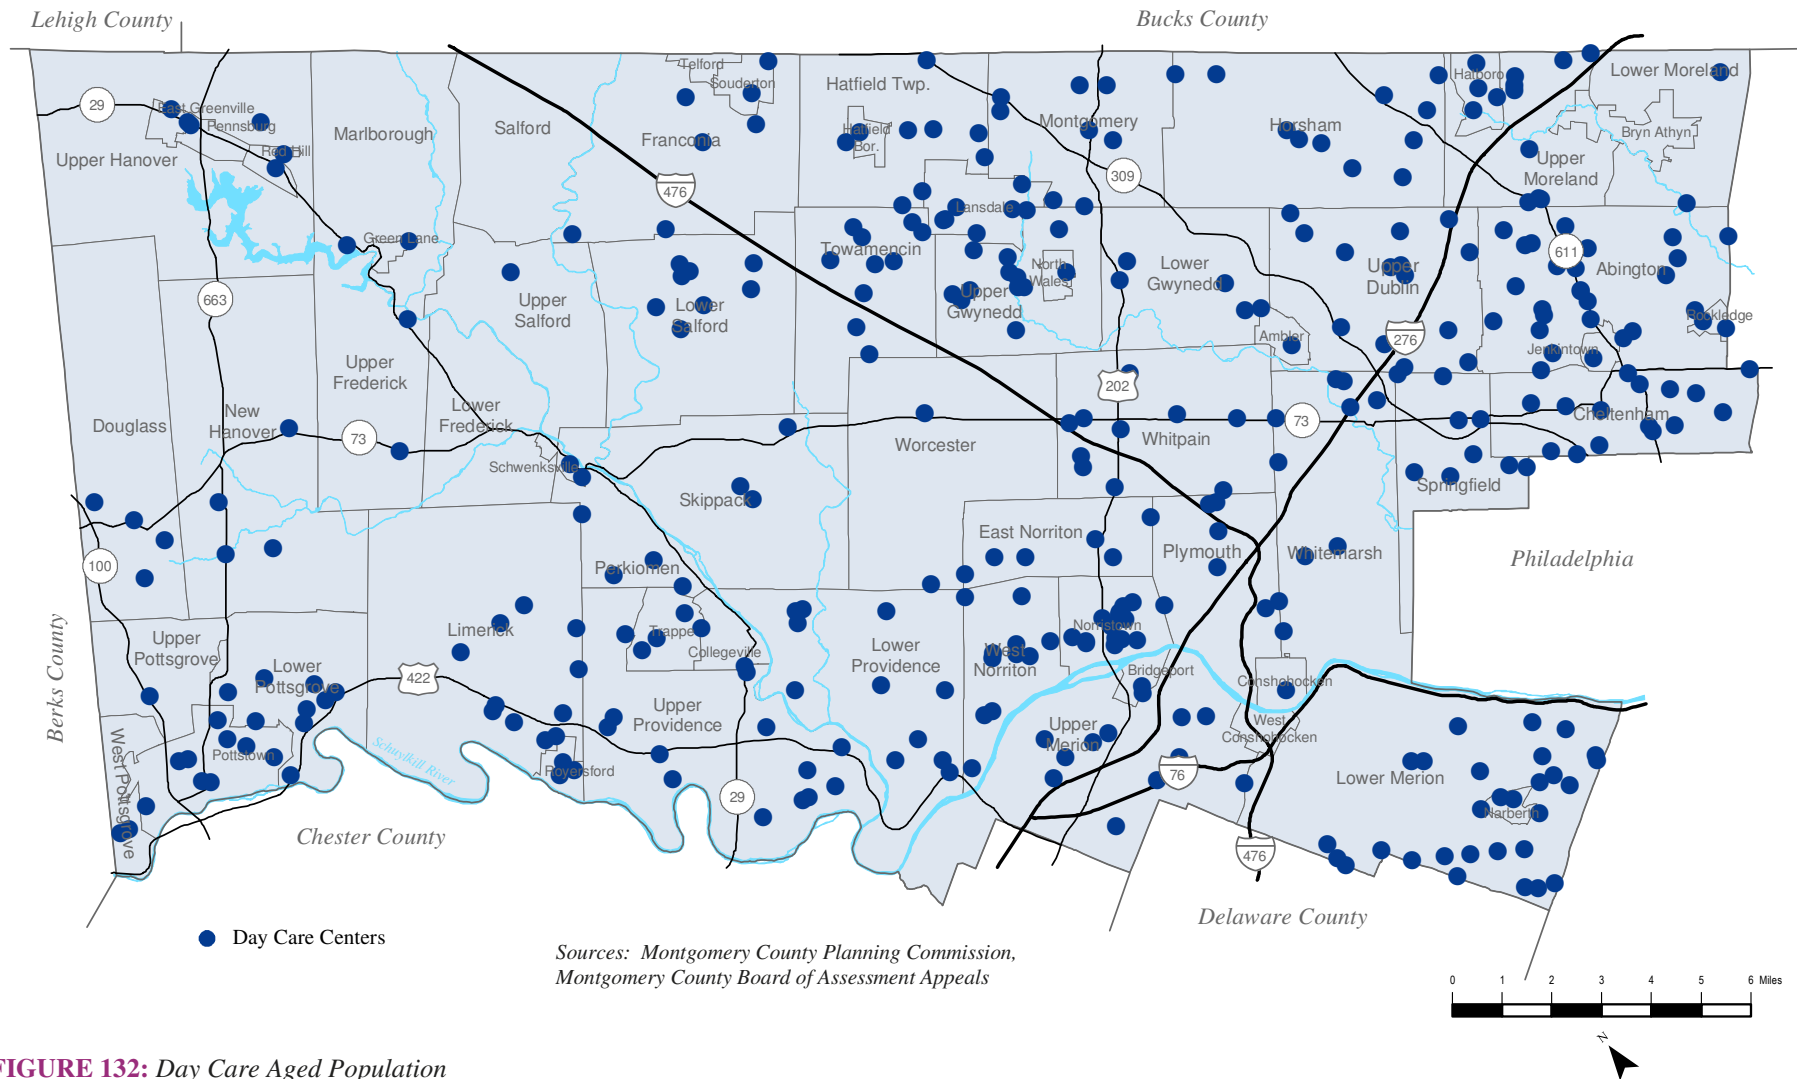 Lehigh County
Bucks County
Telford
Souderton
Hatfield Twp.
Hatboro
Lower Moreland
29
East Greenville
Pennsburg
Marlborough
Salford
Franconia
Hatfield
Bor.
Montgomery
Horsham
Bryn Athyn
Upper Hanover
Red Hill
Upper
Moreland
476
309
Lansdale
Green Lane
Towamencin
North
Wales
Lower
Gwynedd
Upper
Dublin
611
Abington
663
Upper
Salford
Lower
Salford
Upper
Gwynedd
Ambler
276
Rockledge
Jenkintown
Upper
Frederick
202
Douglass
New
Hanover
73
Lower
Frederick
Worcester
Whitpain
73
Cheltenham
Schwenksville
Skippack
Springfield
East Norriton
Plymouth
Whitemarsh
Philadelphia
100
Perkiomen
Berks County
Upper
Pottsgrove
Limerick
Trappe
Collegeville
Lower
Providence
West
Norriton
Norristown
Bridgeport
Conshohocken
Lower
Pottsgrove
422
Upper
Providence
Upper
Merion
West
Conshohocken
West Pottsgrove
Pottstown
Schuylkill River
Royersford
76
Lower Merion
29
Narberth
Chester County
476
Delaware County
Day Care Centers
Sources: Montgomery County Planning Commission,
Montgomery County Board of Assessment Appeals
0 1 2 3 4 5 6 Miles
N
FIGURE 132: Day Care Aged Population